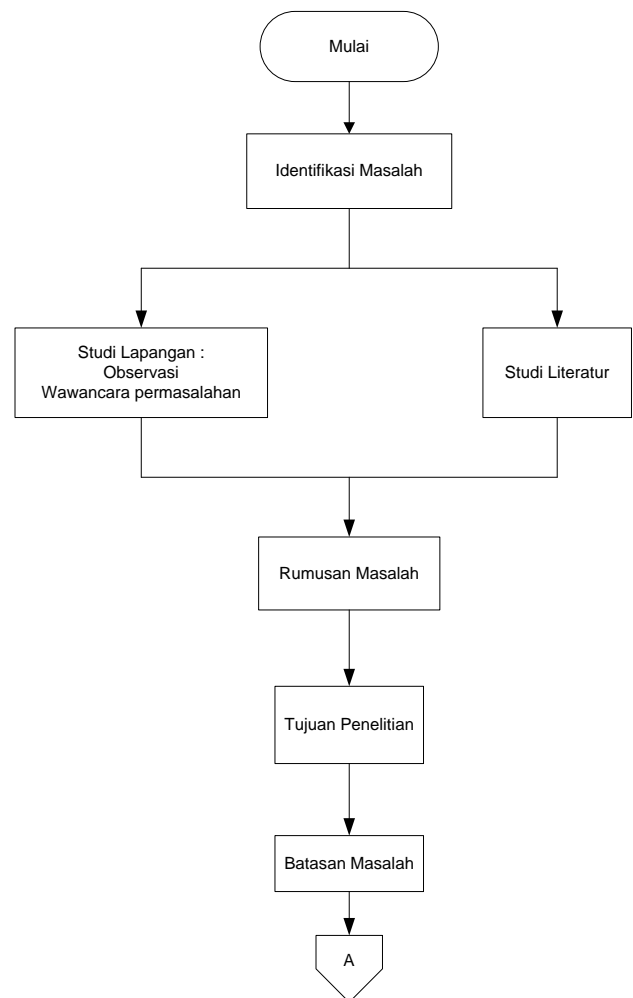 Mulai
Identifikasi Masalah
Studi Lapangan :
Observasi
Wawancara permasalahan
Studi Literatur
Rumusan Masalah
Tujuan Penelitian
Batasan Masalah
A